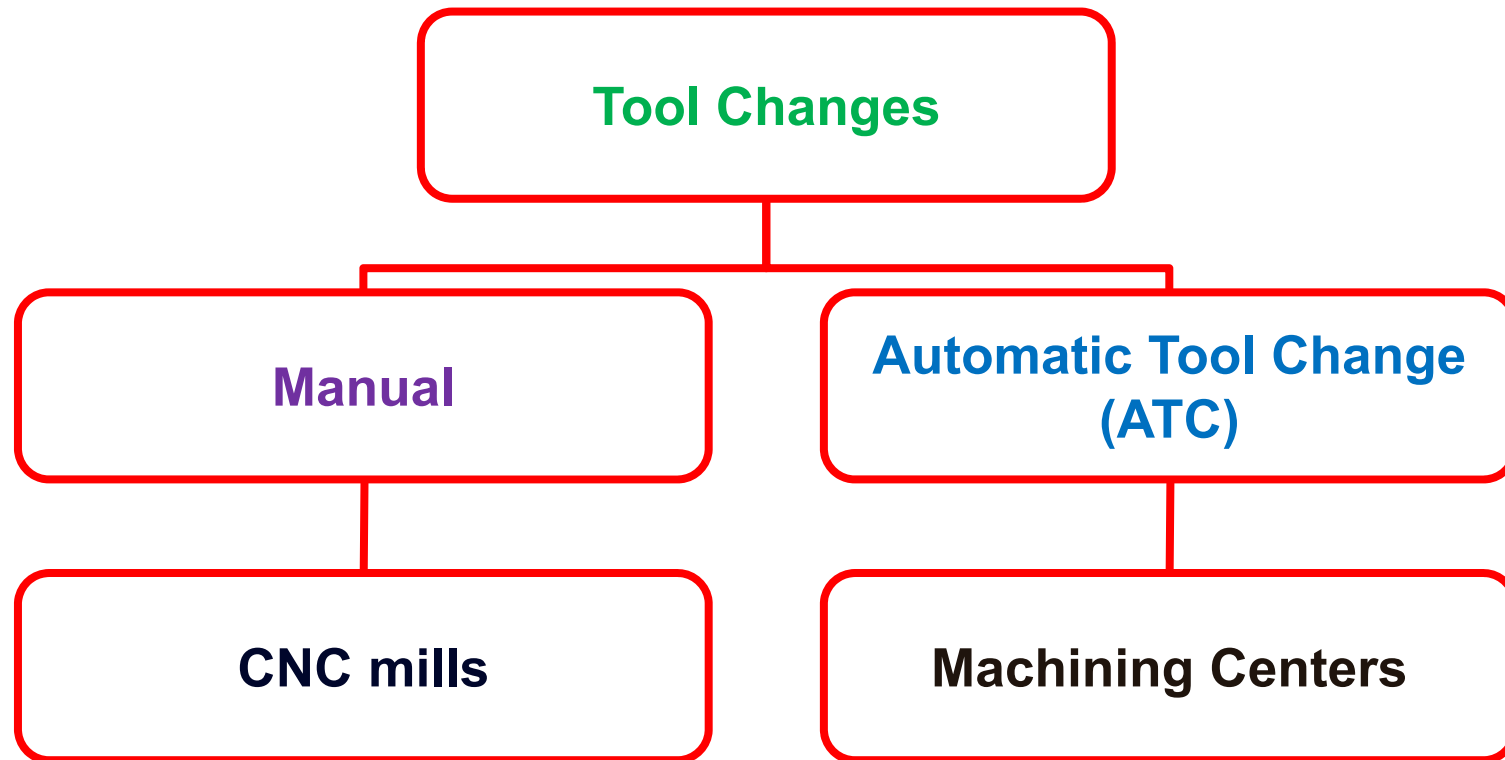 Tool Changes
Manual
Automatic Tool Change
(ATC)
CNC mills
Machining Centers